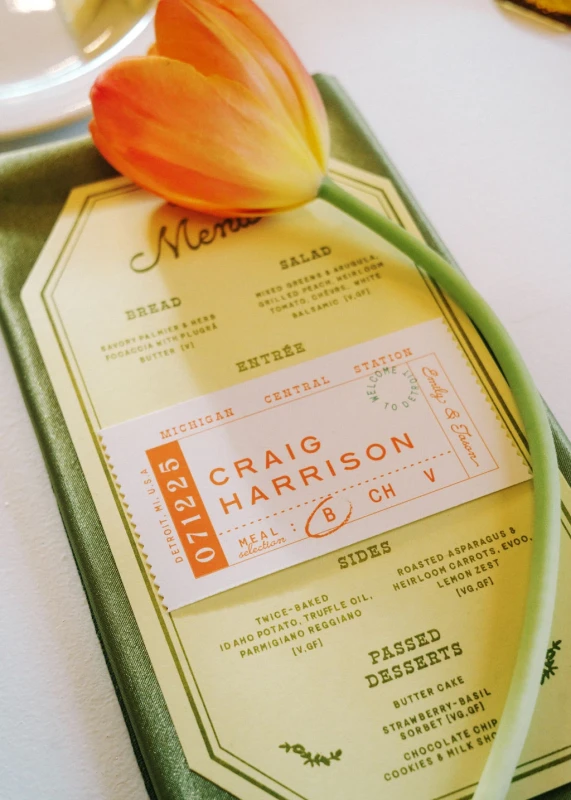 Menu
BREAD
SAVORY PALMIER & HERB
FOCACCIA WITH PLUGRÁ
BUTTER [V]
SALAD
MIXED GREENS & ARUGULA,
GRILLED PEACH, HEIRLOOM
TOMATO, CHÉVRE, WHITE
BALSAMIC [V,GF]
ENTRÉE
MICHIGAN CENTRAL STATION
WELCOME TO DETROIT
Emily & Jason
DETROIT, MI, U.S.A
071225
CRAIG
HARRISON
MEAL selection : B CH V
SIDES
TWICE-BAKED
IDAHO POTATO, TRUFFLE OIL,
PARMIGIANO REGGIANO
[V,GF]
ROASTED ASPARAGUS &
HEIRLOOM CARROTS, EVOO,
LEMON ZEST
[VG,GF]
PASSED
DESSERTS
BUTTER CAKE
STRAWBERRY-BASIL
SORBET [VG,GF]
CHOCOLATE CHIP
COOKIES & MILK